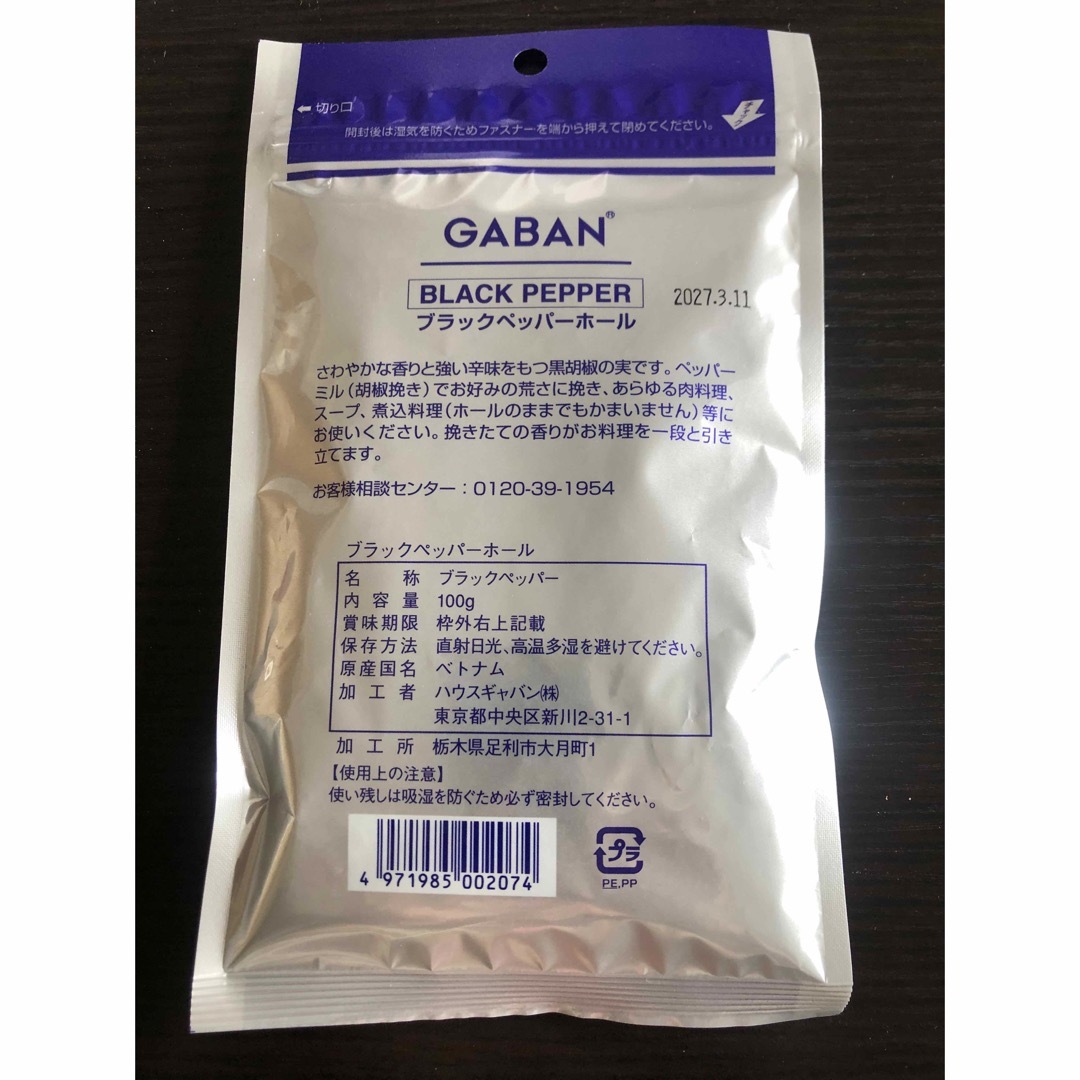 切り口
チャック
開封後は湿気を防ぐためファスナーを端から押えて閉めてください。
GABAN®
BLACK PEPPER
2027.3.11
ブラックペッパーホール
さわやかな香りと強い辛味をもつ黒胡椒の実です。ペッパー
ミル(胡椒挽き)でお好みの荒さに挽き、あらゆる肉料理、
スープ、煮込料理(ホールのままでもかまいません)等に
お使いください。挽きたての香りがお料理を一段と引き
立てます。
お客様相談センター:0120-39-1954
ブラックペッパーホール
名称 ブラックペッパー
内容量 100g
賞味期限 枠外右上記載
保存方法 直射日光、高温多湿を避けてください。
原産国名 ベトナム
加工者 ハウスギャバン㈱
東京都中央区新川2-31-1
加工所 栃木県足利市大月町1
【使用上の注意】
使い残しは吸湿を防ぐため必ず密封してください。
4 971985 002074
プラ
PE,PP